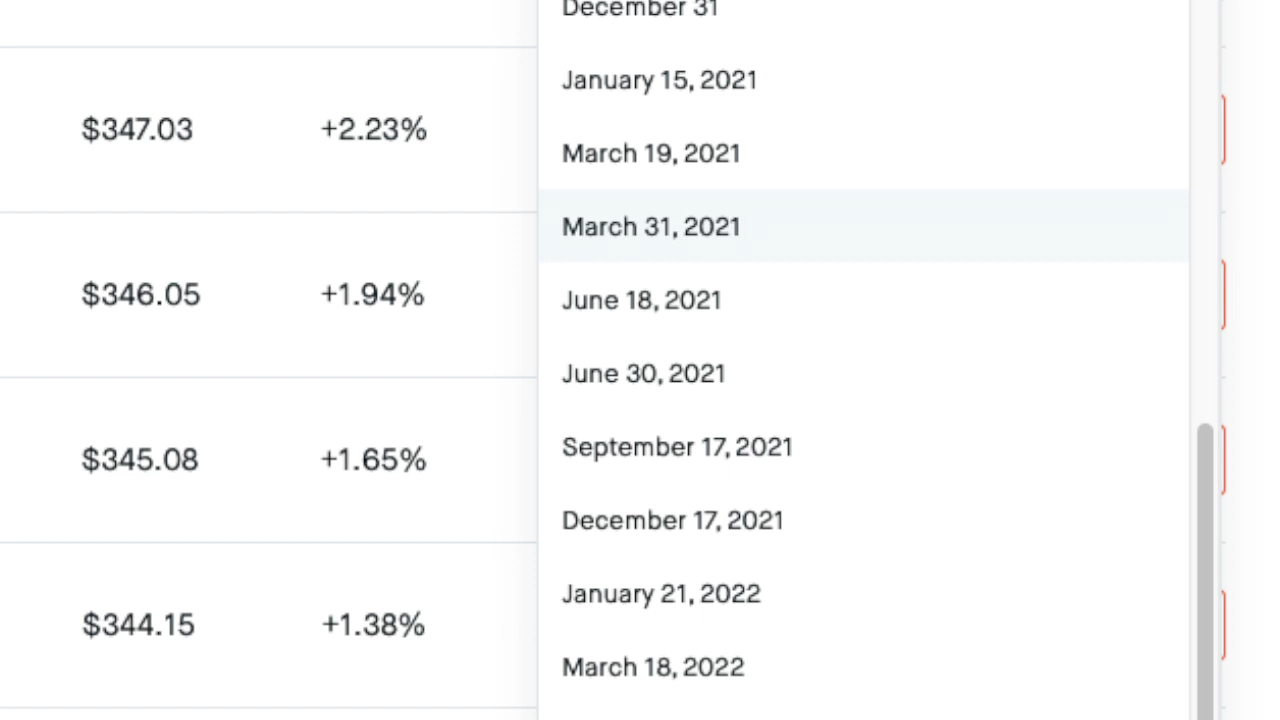 December 31
January 15, 2021
$347.03 +2.23%
March 19, 2021
March 31, 2021
$346.05 +1.94%
June 18, 2021
June 30, 2021
$345.08 +1.65%
September 17, 2021
December 17, 2021
January 21, 2022
$344.15 +1.38%
March 18, 2022